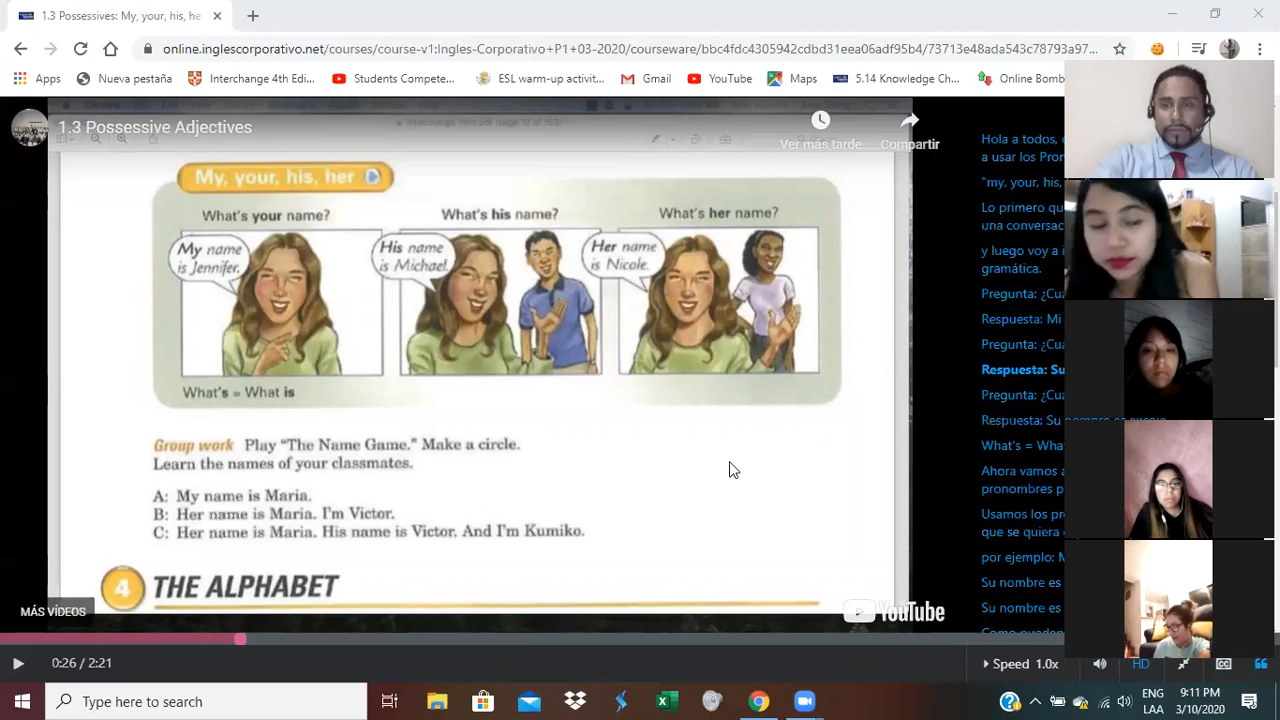 1.3 Possessives: My, your, his, he
online.inglescorporativo.net/courses/course-v1:Ingles-Corporativo+P1+03-2020/courseware/bbc4fdc4305942cdbd31eea06adf95b4/73713e48ada543c78793a97...
Apps Nueva pestaña Interchange 4th Edi... Students Compete... ESL warm-up activit... Gmail YouTube Maps 5.14 Knowledge Ch... Online Bomb
1.3 Possessive Adjectives
Ver más tarde Compartir
My, your, his, her
What's your name? What's his name? What's her name?
My name
is Jennifer.
His name
is Michael.
Her name
is Nicole.
What's = What is
Group work Play "The Name Game." Make a circle.
Learn the names of your classmates.
A: My name is Maria.
B: Her name is Maria. I'm Victor.
C: Her name is Maria. His name is Victor. And I'm Kumiko.
4 THE ALPHABET
MÁS VÍDEOS
YouTube
0:26 / 2:21
Speed 1.0x HD
Hola a todos,
a usar los Pron
"my, your, his,
Lo primero qu
una conversac
y luego voy a i
gramática.
Pregunta: ¿Cua
Respuesta: Mi
Pregunta: ¿Cua
Respuesta: Su
Pregunta: ¿Cua
Respuesta: Su
What's = Wha
Ahora vamos a
pronombres p
Usamos los pr
que se quiera
por ejemplo: M
Su nombre es
Su nombre es
Como pueden
Type here to search
ENG
LAA
9:11 PM
3/10/2020